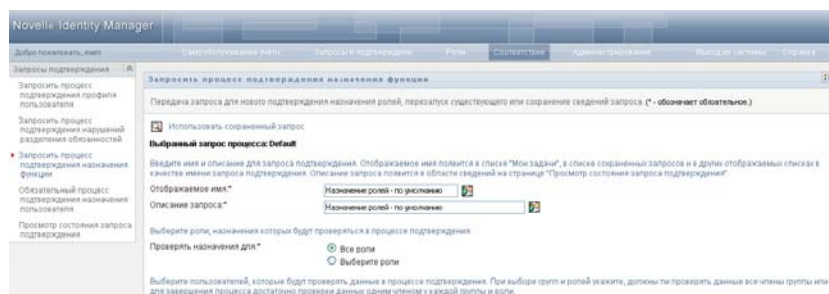 Novell® Identity Manager
Добро пожаловать,
Самообслуживание учетн.
Запросы и подтвержден.
Роли
Соответствие
Администрирование
Выход из системы
Справка
Запросы подтверждения
Запросить процесс
подтверждения профиля
пользователя
Запросить процесс
подтверждения нарушений
разделения обязанностей
Запросить процесс
подтверждения назначения
функции
Обязательный процесс
подтверждения назначения
пользователя
Просмотр состояния запроса
подтверждения
Запросить процесс подтверждения назначения функции
Передача запроса для нового подтверждения назначения ролей, перезапуск существующего или сохранение сведений запроса. (* - обозначает обязательное.)
Использовать сохраненный запрос
Выбранный запрос процесса: Default
Введите имя и описание для запроса подтверждения. Отображаемое имя появится в списке "Мои задачи", в списке сохраненных запросов и в других отображаемых списках в
качестве имени запроса подтверждения. Описание запроса появится в области сведений на странице "Просмотр состояния запроса подтверждения".
Отображаемое имя:*
Назначение ролей - по умолчанию
Описание запроса:*
Назначение ролей - по умолчанию
Выберите роли, назначения которых будут проверяться в процессе подтверждения.
Проверять назначения для:*
Все роли
Выберите роли
Выберите пользователей, которые будут проверять данные в процессе подтверждения. При выборе групп и ролей укажите, должны ли проверять данные все члены группы или
для завершения процесса достаточно проверки данных одним членом у каждой группы и роли.